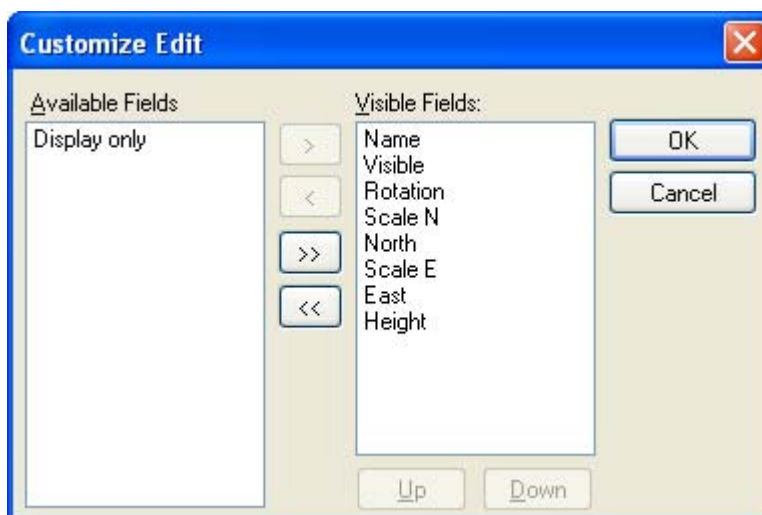 Customize Edit
Available Fields
Display only
>
<
>>
<<
Visible Fields:
Name
Visible
Rotation
Scale N
North
Scale E
East
Height
Up
Down
OK
Cancel